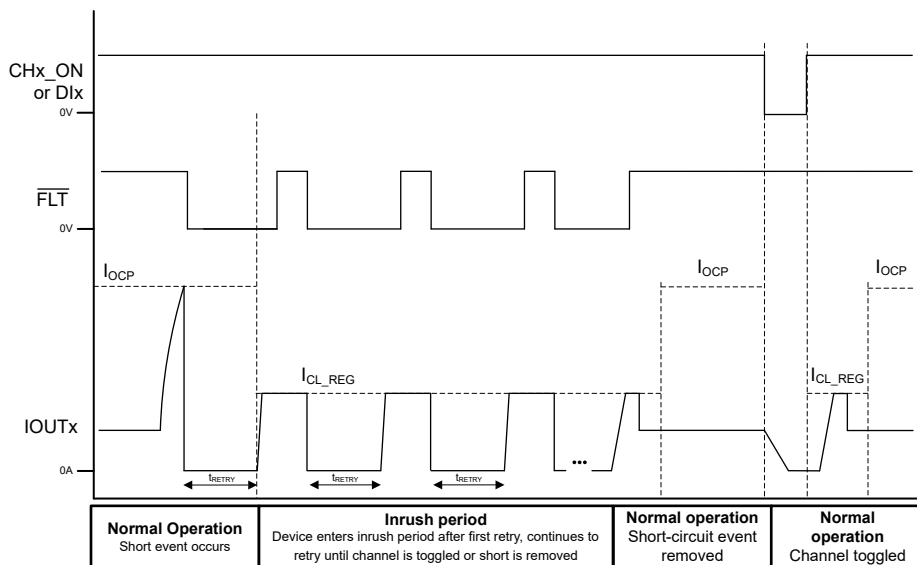 CHx_ON
or DIx
0V
FLT
0V
IOCP
IOCP
IOCP
ICL_REG
ICL_REG
IOUTx
0A
tRETRY
tRETRY
tRETRY
...
Normal Operation
Short event occurs
Inrush period
Device enters inrush period after first retry, continues to
retry until channel is toggled or short is removed
Normal operation
Short-circuit event
removed
Normal
operation
Channel toggled